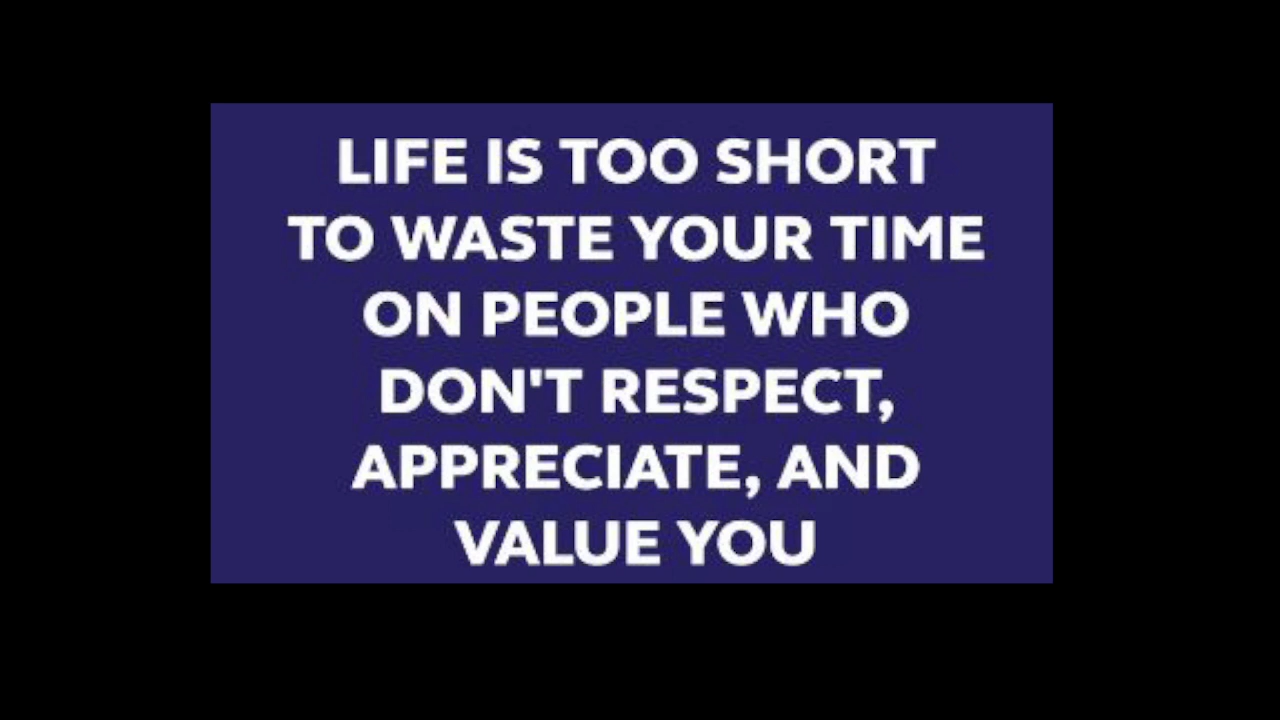 LIFE IS TOO SHORT
TO WASTE YOUR TIME
ON PEOPLE WHO
DON'T RESPECT,
APPRECIATE, AND
VALUE YOU